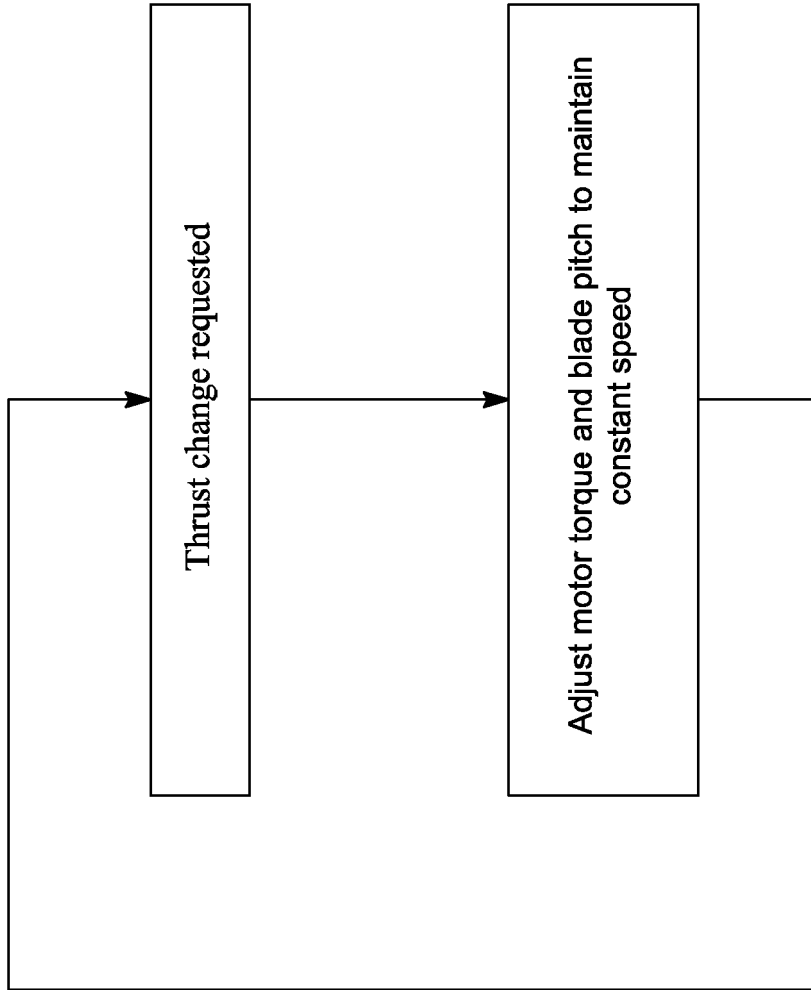 Thrust change requested
Adjust motor torque and blade pitch to maintain
constant speed